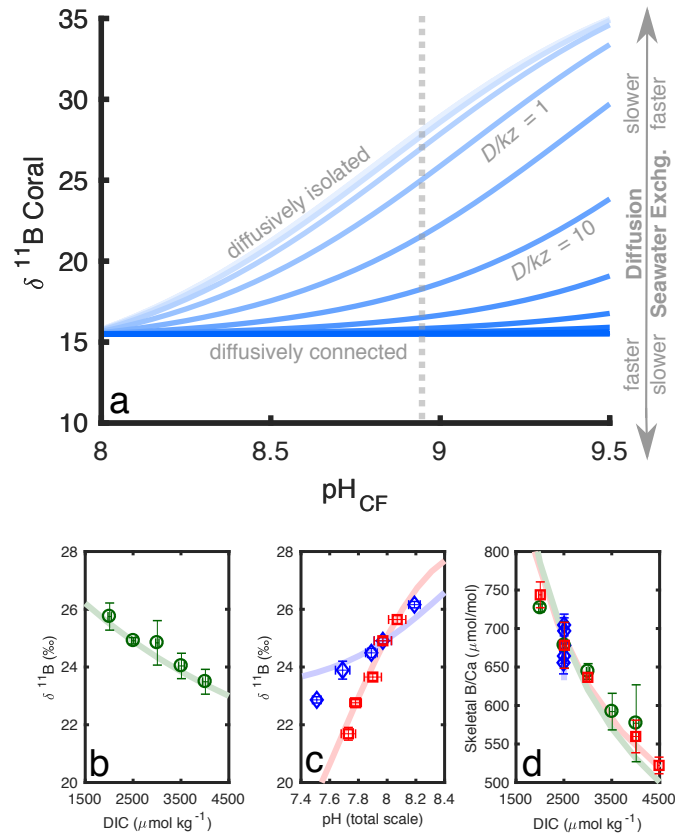 35
30
25
20
15
10
δ ¹¹B Coral
8
8.5
9
9.5
pH_CF
a
diffusively isolated
D/kz = 1
D/kz = 10
diffusively connected
slower
faster
Diffusion
Seawater Exchg.
faster
slower
28
26
24
22
20
δ ¹¹B (‰)
b
1500 2500 3500 4500
DIC (μmol kg⁻¹)
28
26
24
22
20
δ ¹¹B (‰)
c
7.4 7.6 7.8 8 8.2 8.4
pH (total scale)
800
750
700
650
600
550
500
Skeletal B/Ca (μmol/mol)
d
1500 2500 3500 4500
DIC (μmol kg⁻¹)